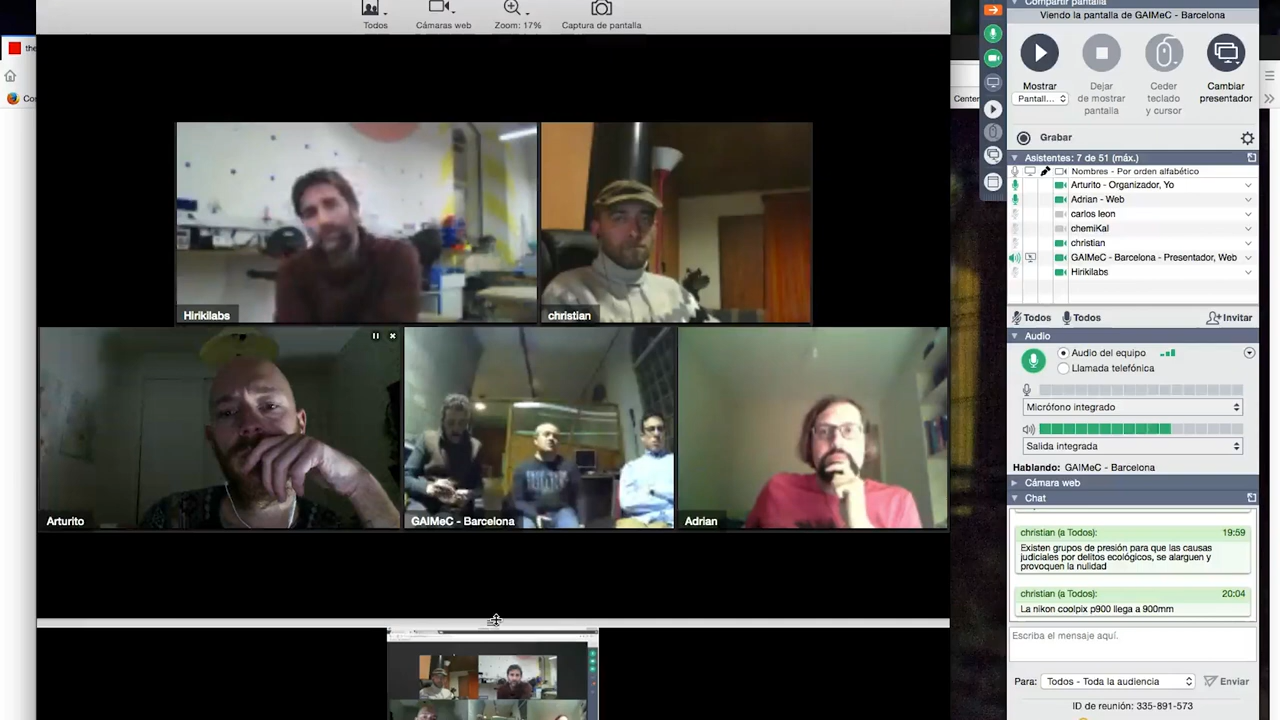 Todos
Cámaras web
Zoom: 17%
Captura de pantalla
the
Con
Center
Compartir pantalla
Viendo la pantalla de GAIMeC - Barcelona
Mostrar
Pantall...
Dejar de mostrar pantalla
Ceder teclado y cursor
Cambiar presentador
Grabar
Asistentes: 7 de 51 (máx.)
Nombres - Por orden alfabético
Arturito - Organizador, Yo
Adrian - Web
carlos leon
chemiKal
christian
GAIMeC - Barcelona - Presentador, Web
Hirikilabs
Todos
Todos
Invitar
Audio
Audio del equipo
Llamada telefónica
Micrófono integrado
Salida integrada
Hablando: GAIMeC - Barcelona
Cámara web
Chat
christian (a Todos): 19:59
Existen grupos de presión para que las causas
judiciales por delitos ecológicos, se alarguen y
provoquen la nulidad
christian (a Todos): 20:04
La nikon coolpix p900 llega a 900mm
Escriba el mensaje aquí.
Para: Todos - Toda la audiencia
Enviar
ID de reunión: 335-891-573
Hirikilabs
christian
Arturito
GAIMeC - Barcelona
Adrian